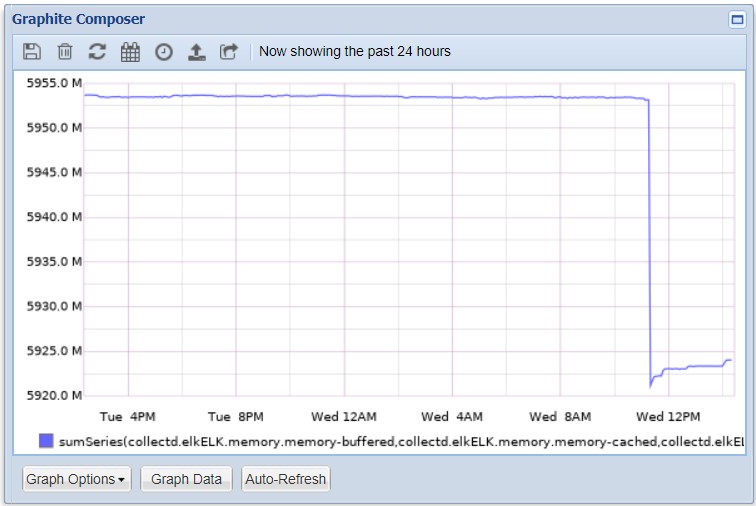 Graphite Composer
Now showing the past 24 hours
5955.0 M
5950.0 M
5945.0 M
5940.0 M
5935.0 M
5930.0 M
5925.0 M
5920.0 M
Tue 4PM Tue 8PM Wed 12AM Wed 4AM Wed 8AM Wed 12PM
sumSeries(collectd.elkELK.memory.memory-buffered,collectd.elkELK.memory.memory-cached,collectd.elkEL
Graph Options Graph Data Auto-Refresh